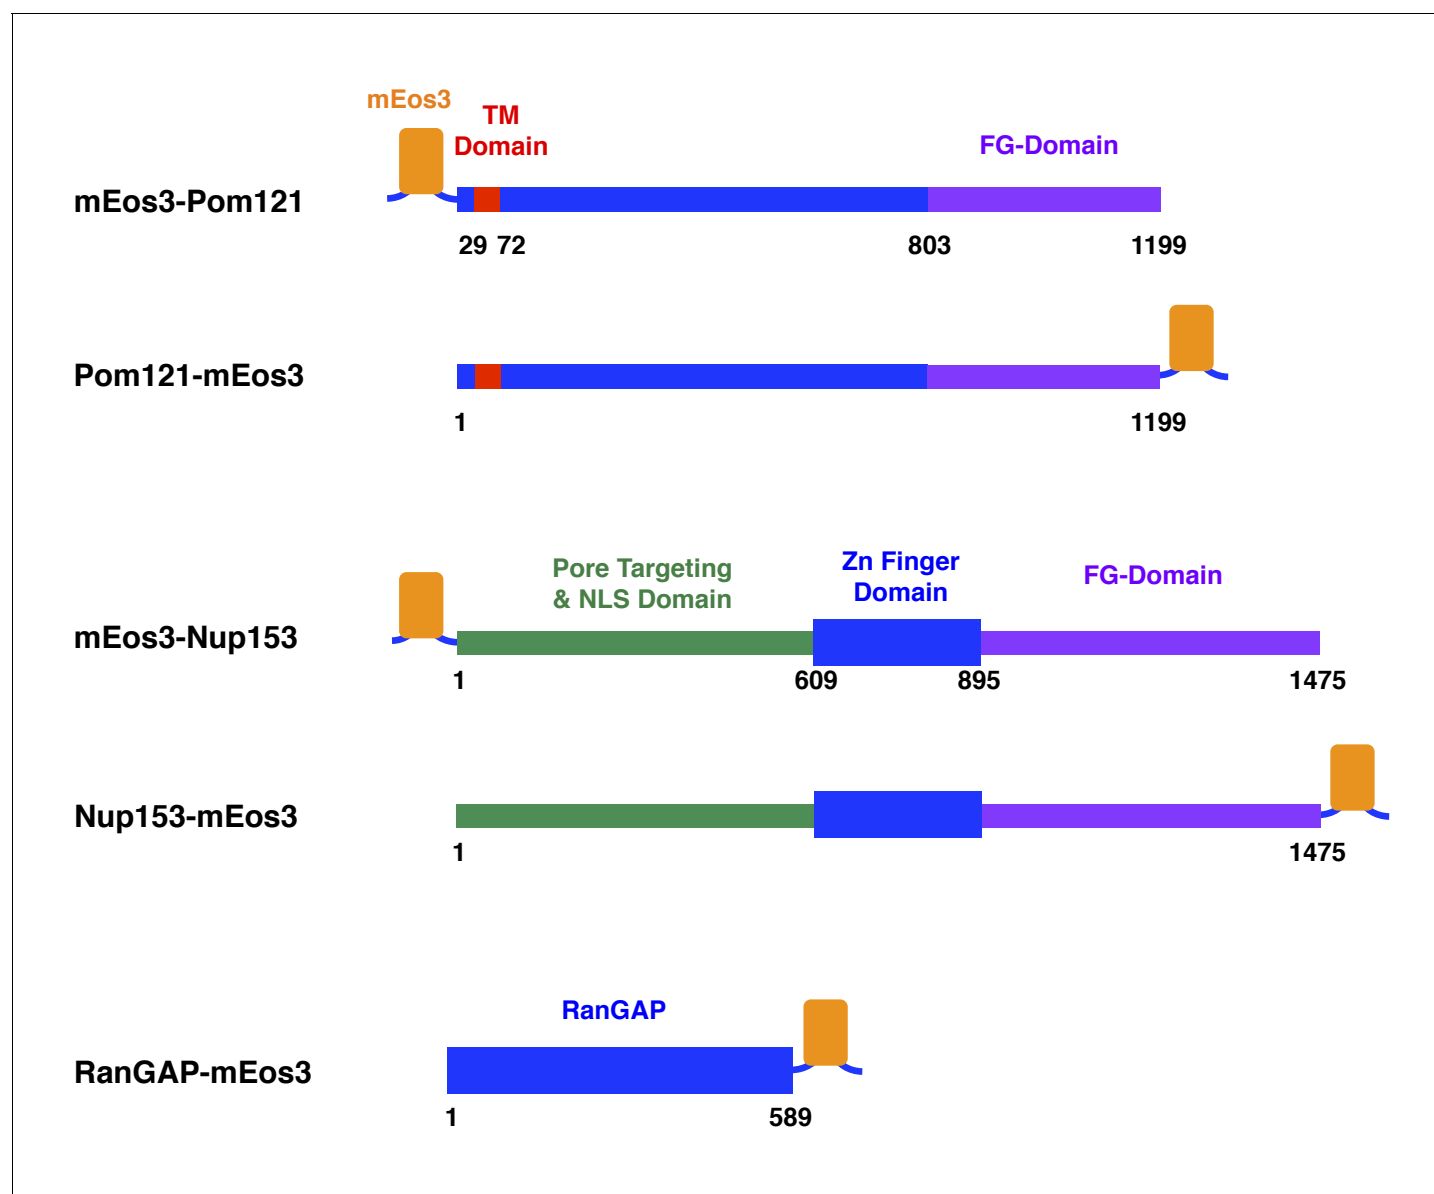 mEos3
TM
Domain
FG-Domain
mEos3-Pom121
29 72 803 1199
Pom121-mEos3
1 1199
Pore Targeting
& NLS Domain
Zn Finger
Domain
FG-Domain
mEos3-Nup153
1 609 895 1475
Nup153-mEos3
1 1475
RanGAP
RanGAP-mEos3
1 589